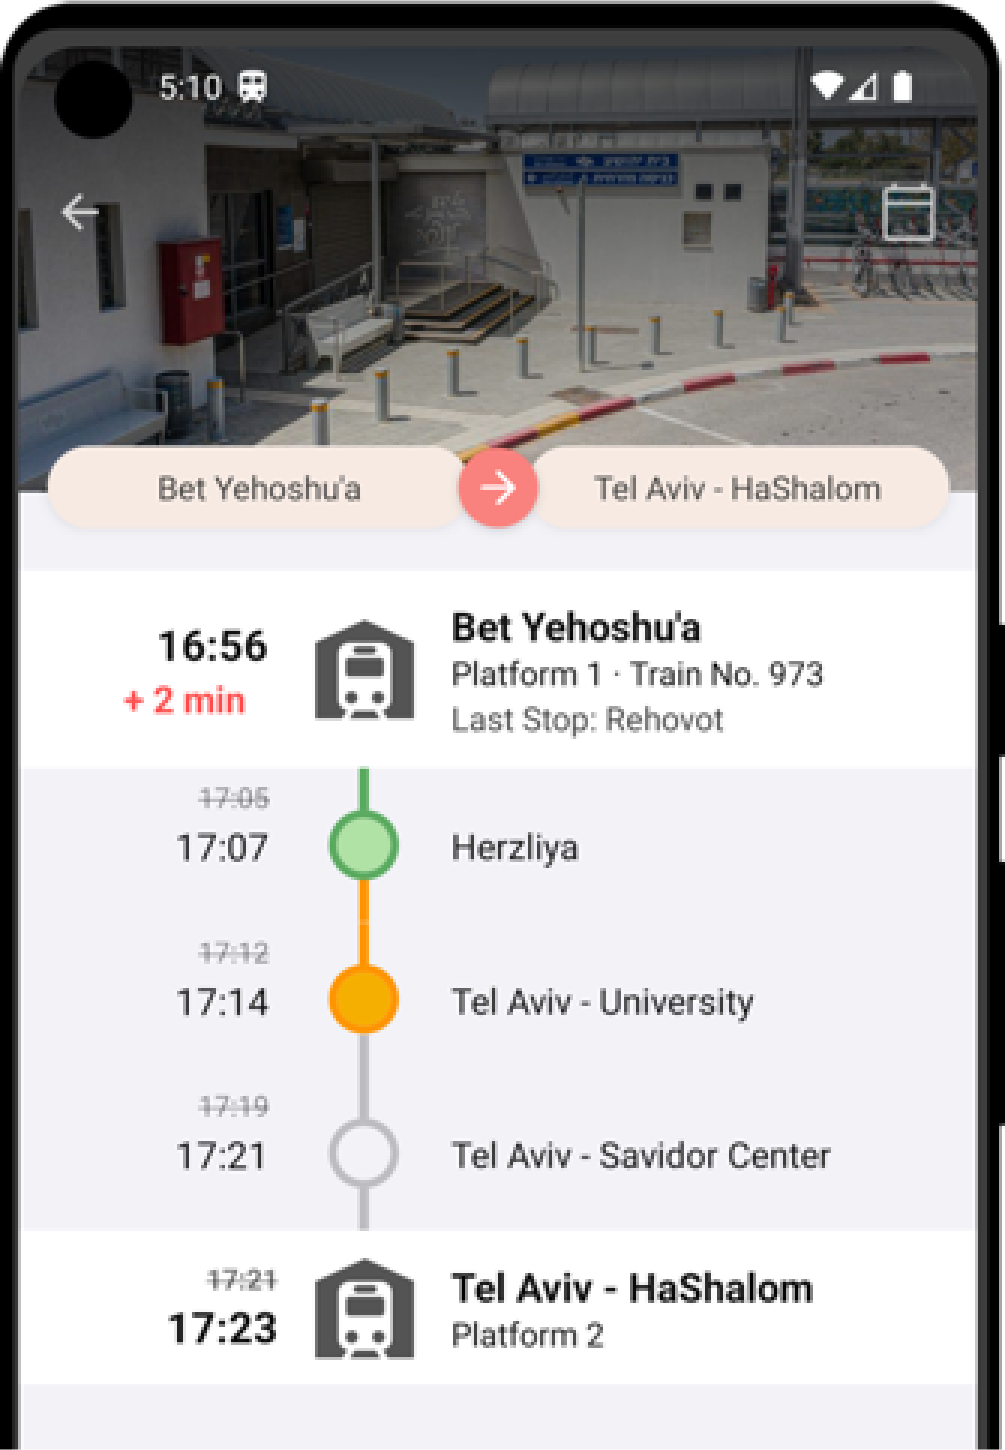 5:10
בית יהושע
Bet Yehoshu'a
Tel Aviv - HaShalom
16:56
+ 2 min
Bet Yehoshu'a
Platform 1 · Train No. 973
Last Stop: Rehovot
17:05
17:07
Herzliya
17:12
17:14
Tel Aviv - University
17:19
17:21
Tel Aviv - Savidor Center
17:21
17:23
Tel Aviv - HaShalom
Platform 2